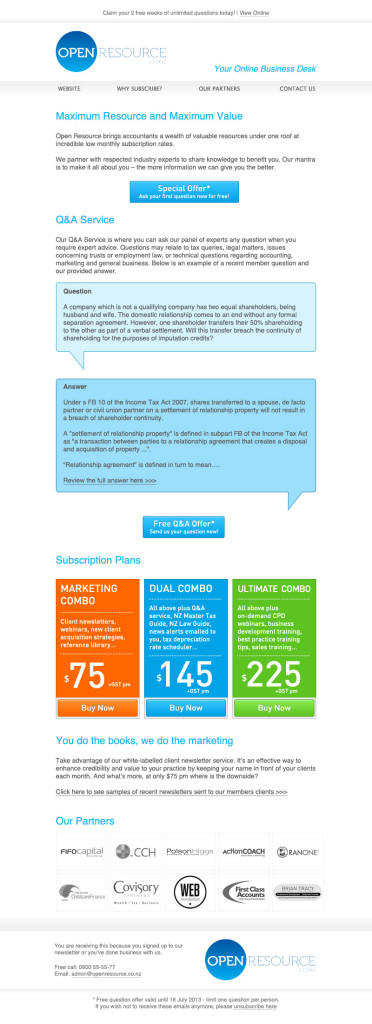 Claim your 2 free weeks of unlimited questions today! | View Online
OPEN RESOURCE
.CO.NZ
Your Online Business Desk
WEBSITE WHY SUBSCRIBE? OUR PARTNERS CONTACT US
Maximum Resource and Maximum Value
Open Resource brings accountants a wealth of valuable resources under one roof at
incredible low monthly subscription rates.
We partner with respected industry experts to share knowledge to benefit you. Our mantra
is to make it all about you – the more information we can give you the better.
Special Offer*
Ask your first question now for free!
Q&A Service
Our Q&A Service is where you can ask our panel of experts any question when you
require expert advice. Questions may relate to tax queries, legal matters, issues
concerning trusts or employment law, or technical questions regarding accounting,
marketing and general business. Below is an example of a recent member question and
our provided answer.
Question
A company which is not a qualifying company has two equal shareholders, being
husband and wife. The domestic relationship comes to an end without any formal
separation agreement. However, one shareholder transfers their 50% shareholding
to the other as part of a verbal settlement. Will this transfer breach the continuity of
shareholding for the purposes of imputation credits?
Answer
Under s FB 10 of the Income Tax Act 2007, shares transferred to a spouse, de facto
partner or civil union partner on a settlement of relationship property will not result in
a breach of shareholder continuity.
A "settlement of relationship property" is defined in subpart FB of the Income Tax Act
as "a transaction between parties to a relationship agreement that creates a disposal
and acquisition of property ...".
"Relationship agreement" is defined in turn to mean....
Review the full answer here >>>
Free Q&A Offer*
Send us your question now!
Subscription Plans
MARKETING
COMBO
Client newsletters,
webinars, new client
acquisition strategies,
reference library...
$75 +GST pm
Buy Now
DUAL COMBO
All above plus Q&A
service, NZ Master Tax
Guide, NZ Law Guide,
news alerts emailed to
you, tax depreciation
rate scheduler...
$145
+GST pm
Buy Now
ULTIMATE COMBO
All above plus
on-demand CPD
webinars, business
development training,
best practice training
tips, sales training...
$225
+GST pm
Buy Now
You do the books, we do the marketing
Take advantage of our white-labelled client newsletter service. It's an effective way to
enhance credibility and value to your practice by keeping your name in front of your clients
each month. And what's more, at only $75 pm where is the downside?
Click here to see samples of recent newsletters sent to our members clients >>>
Our Partners
FIFOcapital
CCH
PoisonHiggs
actionCOACH
RANONE
ChildcareFinance
Covisory
PARTNERS
Wealth | Tax | Business
WEB
First Class
Accounts
BRIAN TRACY
You are receiving this because you signed up to our
newsletter or you've done business with us.
Free call: 0800 55-55-77
Email: admin@openresource.co.nz
OPEN RESOURCE
.CO.NZ
* Free question offer valid until 16 July 2013 - limit one question per person.
If you wish not to receive these emails anymore, please unsubscribe here